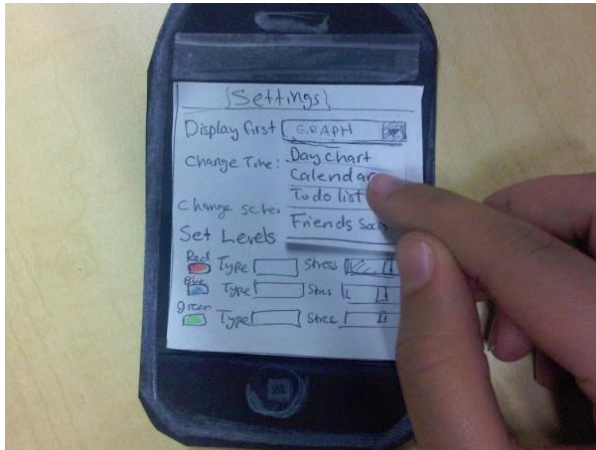 Settings
Display first GRAPH
Day chart
Change Time:
Calendar
To do list
Change
Friends
Set Levels
Red Type Stress
Blue Type Stress
green Type Stress